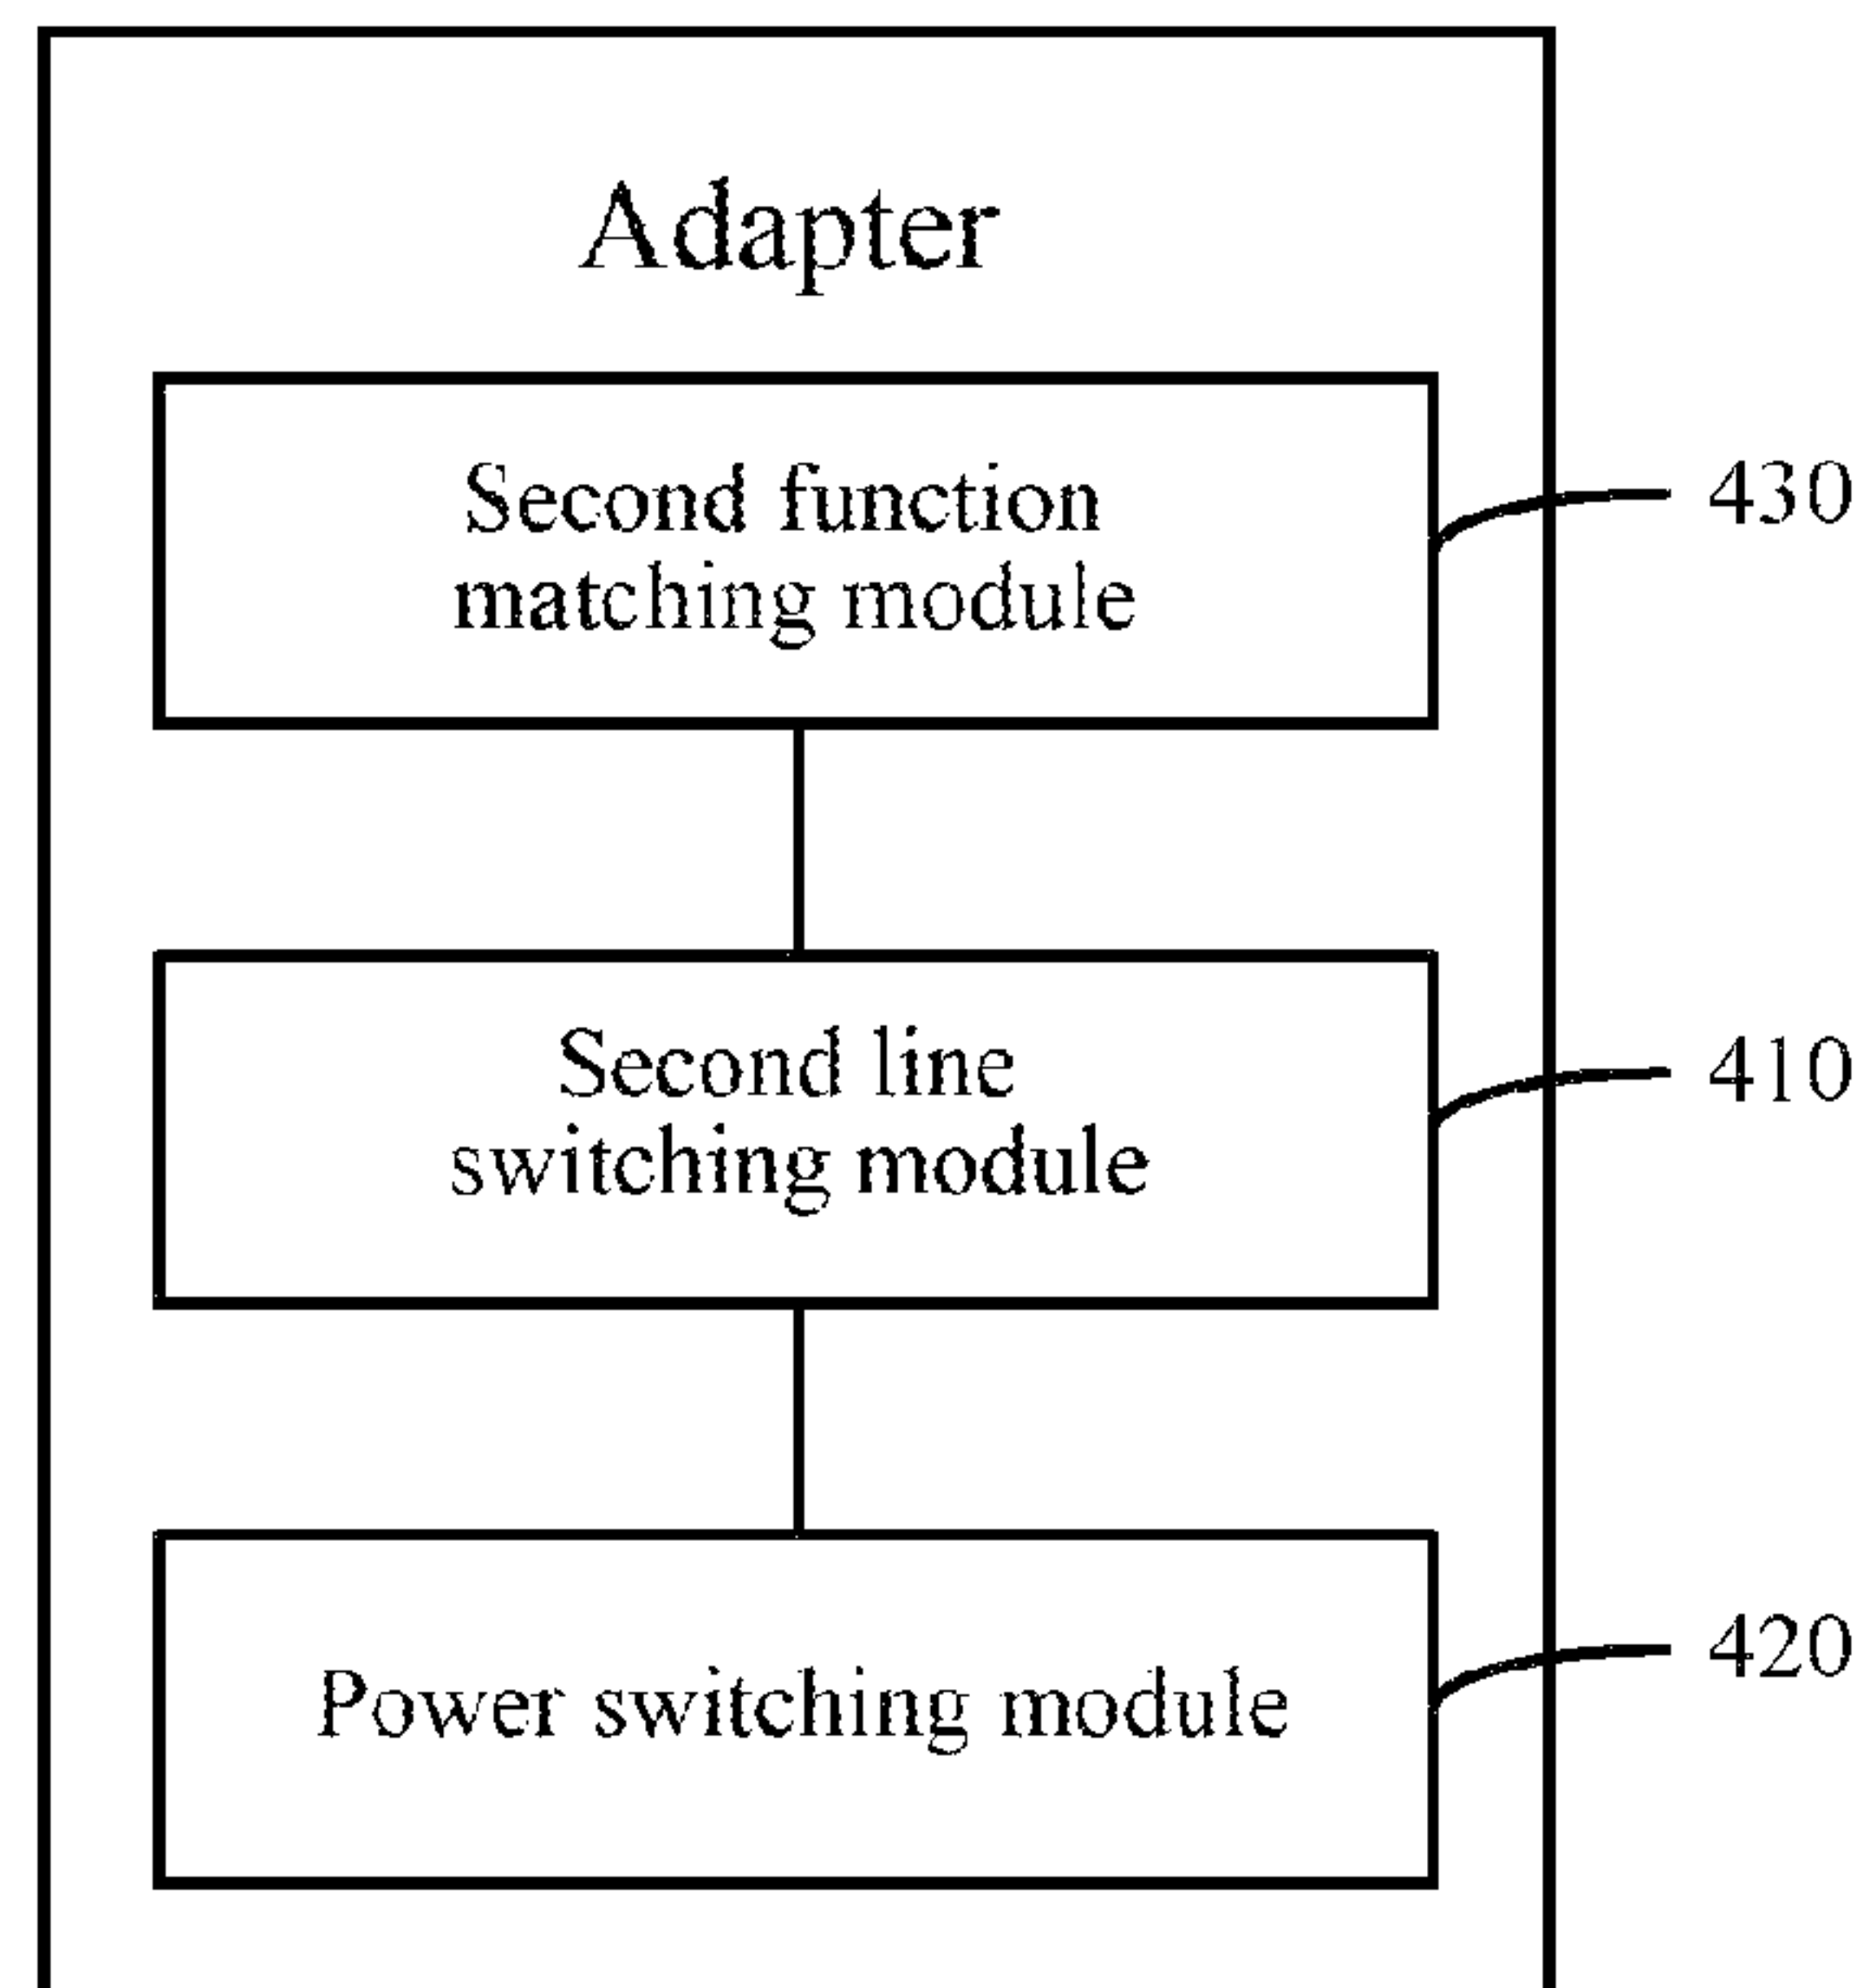 Adapter
Second function
matching module
430
Second line
switching module
410
Power switching module
420